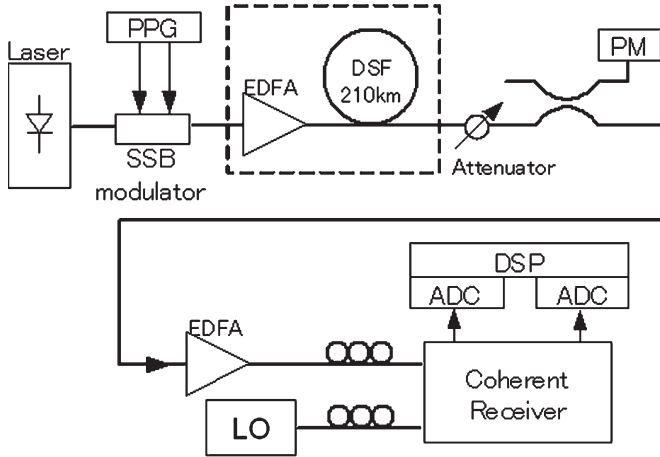 PPG
Laser
PM
DSF
210km
EDFA
SSB
modulator
Attenuator
DSP
ADC
ADC
EDFA
Coherent
Receiver
LO